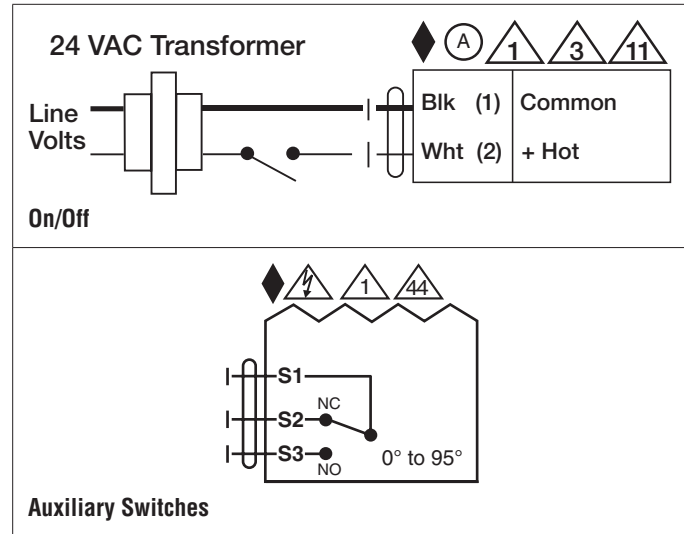 24 VAC Transformer
A 1 3 11
Line Volts
Blk (1) Common
Wht (2) + Hot
On/Off
1 44
S1
NC
S2
S3
NO
0° to 95°
Auxiliary Switches